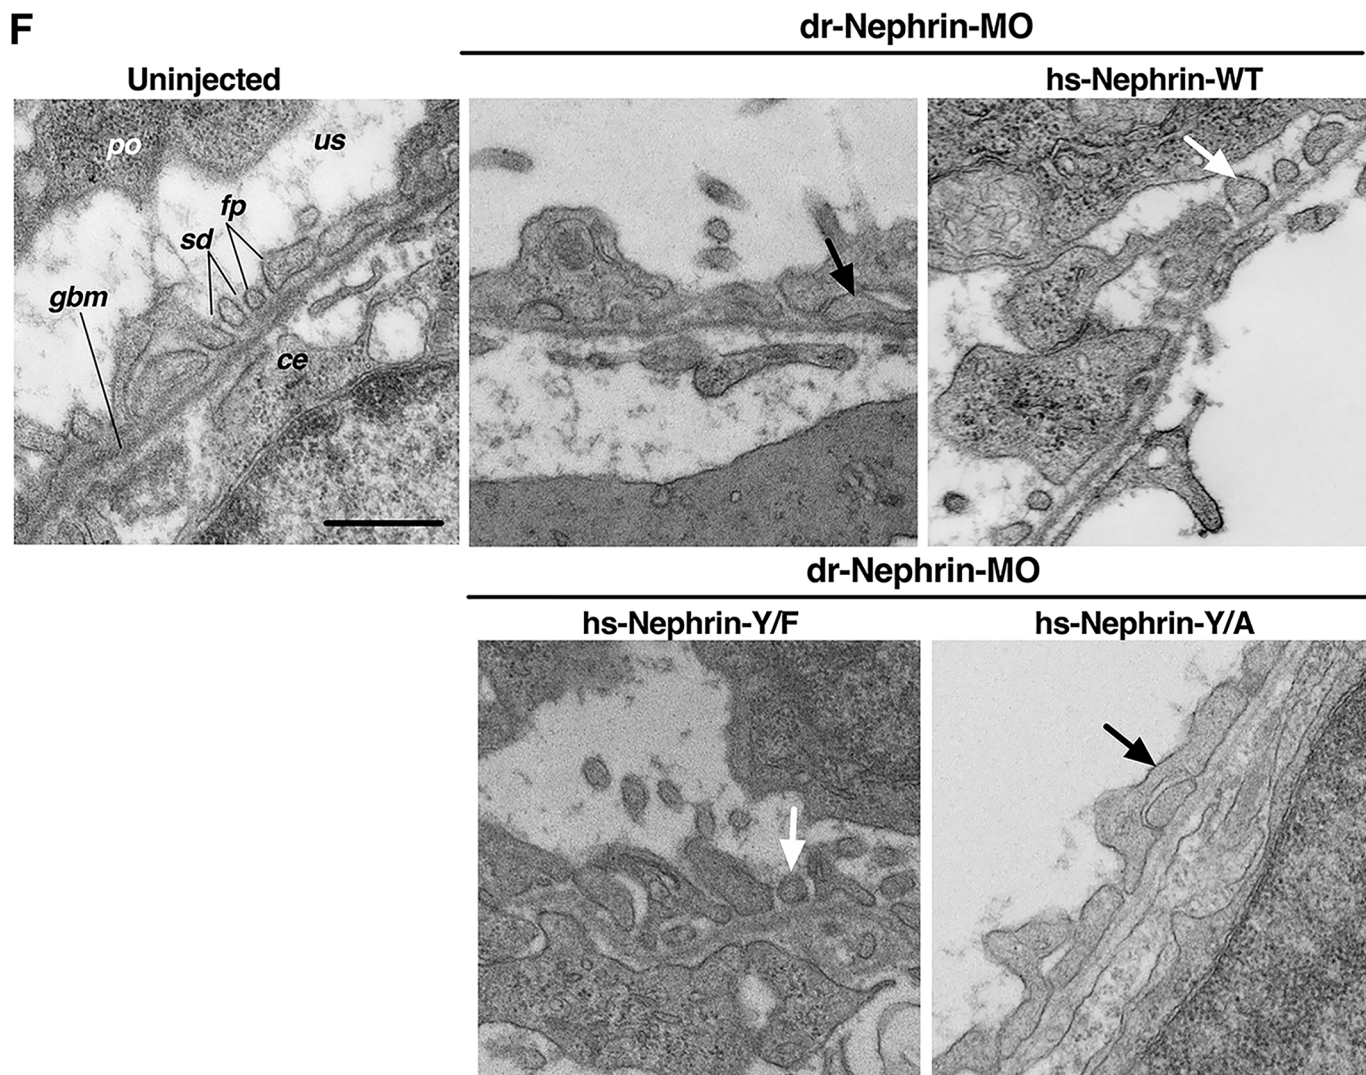 F
dr-Nephrin-MO
Uninjected
hs-Nephrin-WT
po
us
fp
sd
gbm
ce
dr-Nephrin-MO
hs-Nephrin-Y/F
hs-Nephrin-Y/A